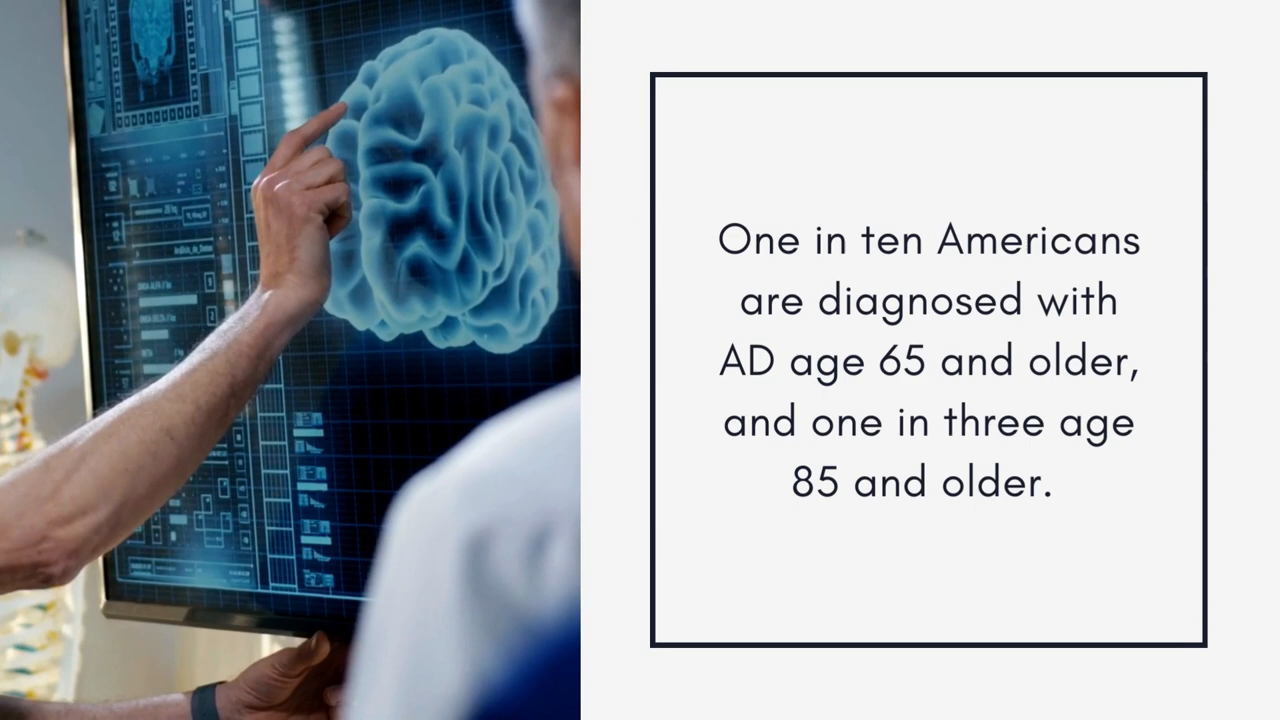 One in ten Americans
are diagnosed with
AD age 65 and older,
and one in three age
85 and older.